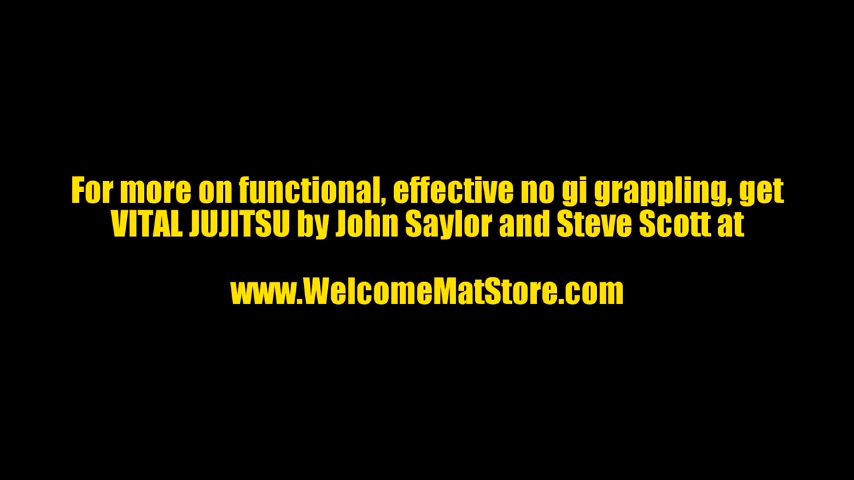 For more on functional, effective no gi grappling, get
VITAL JUJITSU by John Saylor and Steve Scott at
www.WelcomeMatStore.com